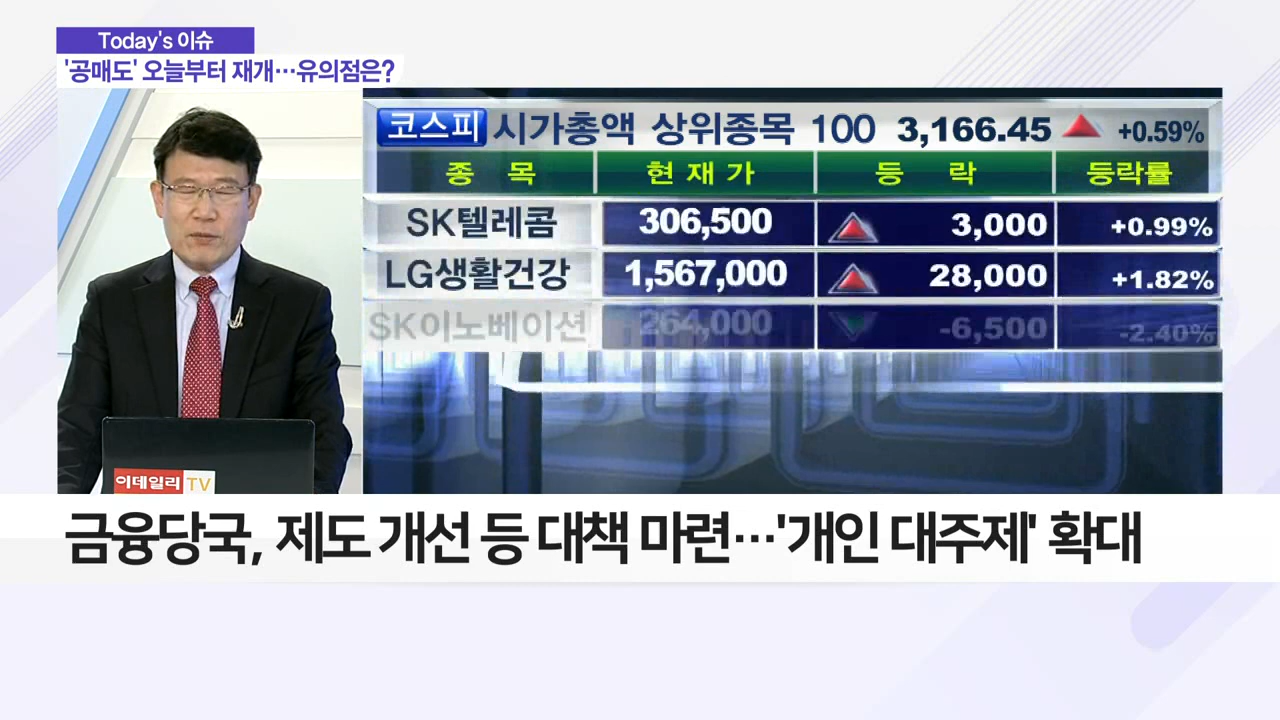 Today's 이슈
'공매도' 오늘부터 재개…유의점은?
코스피 시가총액 상위종목 100 3,166.45 ▲ +0.59%
종 목 현 재 가 등 락 등락률
SK텔레콤 306,500 ▲ 3,000 +0.99%
LG생활건강 1,567,000 ▲ 28,000 +1.82%
SK이노베이션 264,000 ▼ -6,500 -2.40%
이데일리 TV
금융당국, 제도 개선 등 대책 마련…'개인 대주제' 확대